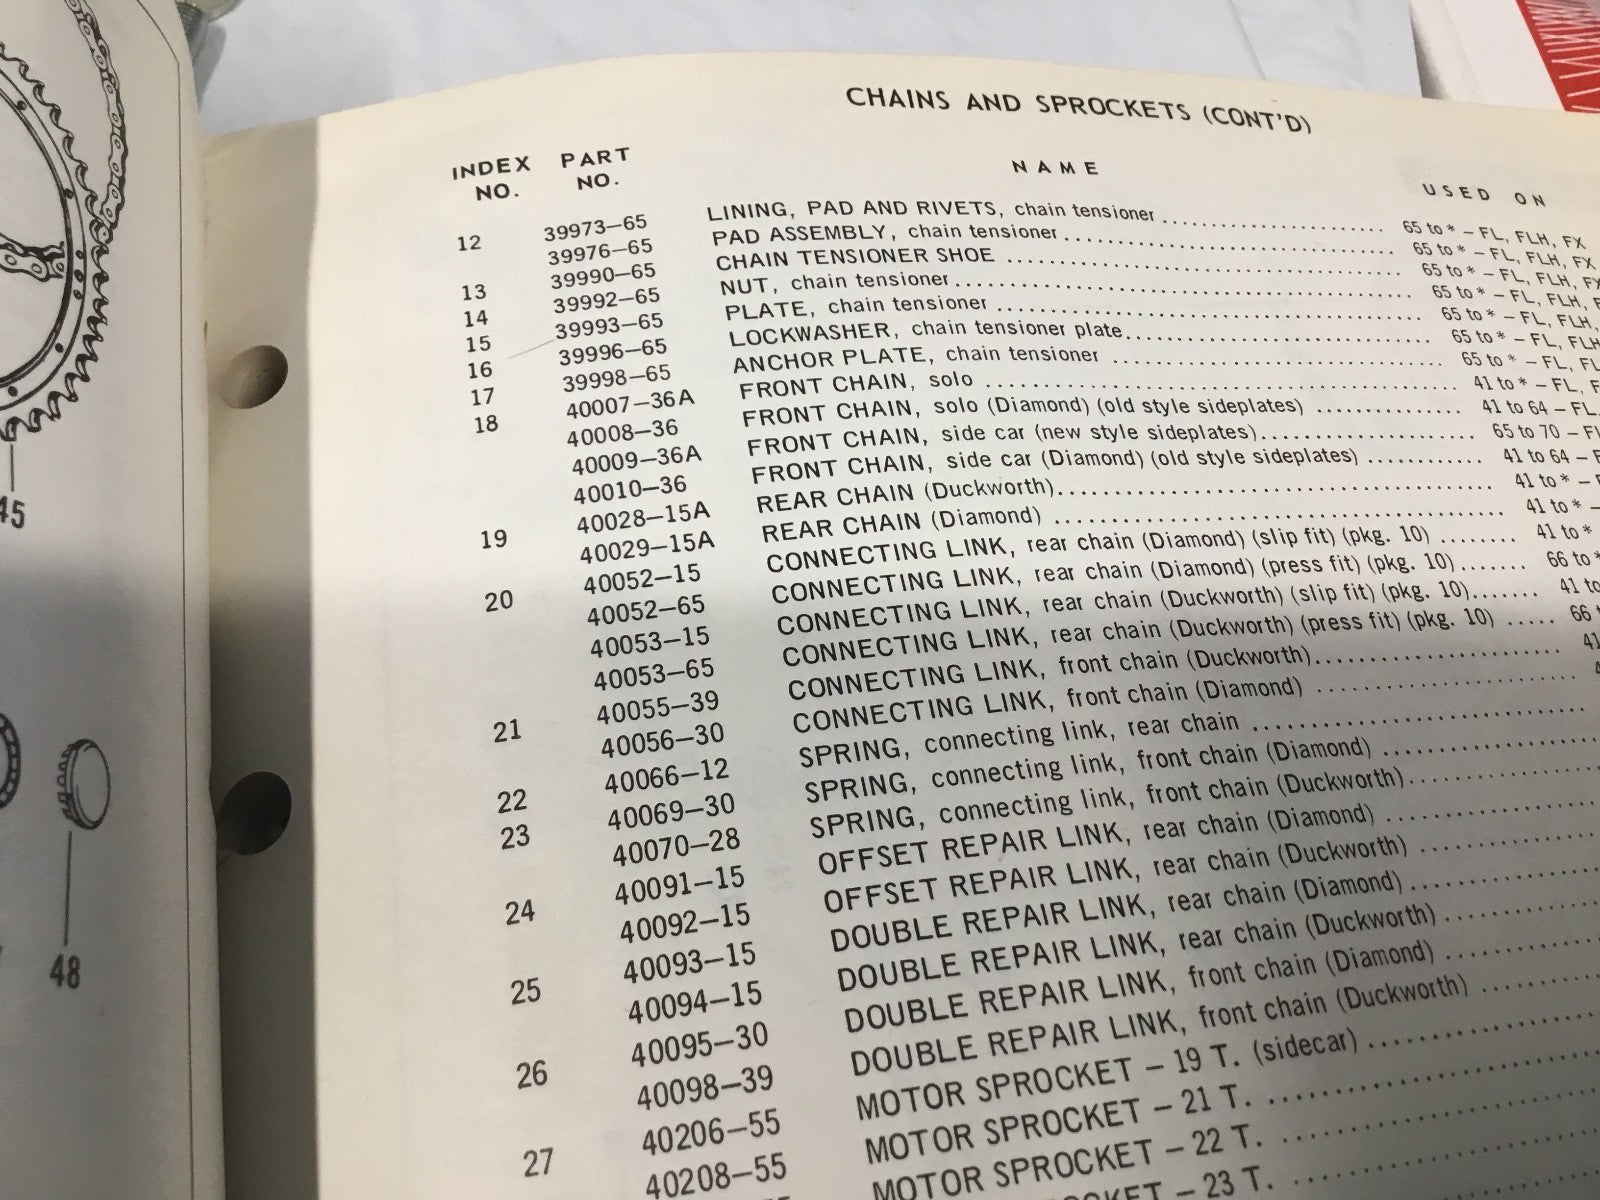 45
48
CHAINS AND SPROCKETS (CONT'D)
INDEX NO. PART NO. NAME USED ON
12 39973–65 LINING, PAD AND RIVETS, chain tensioner 65 to * – FL, FLH, FX
39976–65 PAD ASSEMBLY, chain tensioner 65 to * – FL, FLH, FX
13 39990–65 CHAIN TENSIONER SHOE 65 to * – FL, FLH, FX
14 39992–65 NUT, chain tensioner 65 to * – FL, FLH,
15 39993–65 PLATE, chain tensioner 65 to * – FL, FLH,
16 39996–65 LOCKWASHER, chain tensioner plate 65 to * – FL, FLH
17 39998–65 ANCHOR PLATE, chain tensioner 65 to * – FL,
18 40007–36A FRONT CHAIN, solo 41 to * – FL,
40008–36 FRONT CHAIN, solo (Diamond) (old style sideplates) 41 to 64 – FL
40009–36A FRONT CHAIN, side car (new style sideplates) 65 to 70 –
40010–36 FRONT CHAIN, side car (Diamond) (old style sideplates) 41 to 64 –
19 40028–15A REAR CHAIN (Duckworth) 41 to * –
40029–15A REAR CHAIN (Diamond) 41 to * –
20 40052–15 CONNECTING LINK, rear chain (Diamond) (slip fit) (pkg. 10) 41 to *
40052–65 CONNECTING LINK, rear chain (Diamond) (press fit) (pkg. 10) 66 to *
40053–15 CONNECTING LINK, rear chain (Duckworth) (slip fit) (pkg. 10) 41 to
40053–65 CONNECTING LINK, rear chain (Duckworth) (press fit) (pkg. 10) 66
21 40055–39 CONNECTING LINK, front chain (Duckworth) 41
40056–30 CONNECTING LINK, front chain (Diamond)
22 40066–12 SPRING, connecting link, rear chain
23 40069–30 SPRING, connecting link, front chain (Diamond)
40070–28 SPRING, connecting link, front chain (Duckworth)
24 40091–15 OFFSET REPAIR LINK, rear chain (Diamond)
40092–15 OFFSET REPAIR LINK, rear chain (Duckworth)
25 40093–15 DOUBLE REPAIR LINK, rear chain (Diamond)
40094–15 DOUBLE REPAIR LINK, rear chain (Duckworth)
26 40095–30 DOUBLE REPAIR LINK, front chain (Diamond)
40098–39 DOUBLE REPAIR LINK, front chain (Duckworth)
27 40206–55 MOTOR SPROCKET – 19 T. (sidecar)
40208–55 MOTOR SPROCKET – 21 T.
MOTOR SPROCKET – 22 T.
– 23 T.